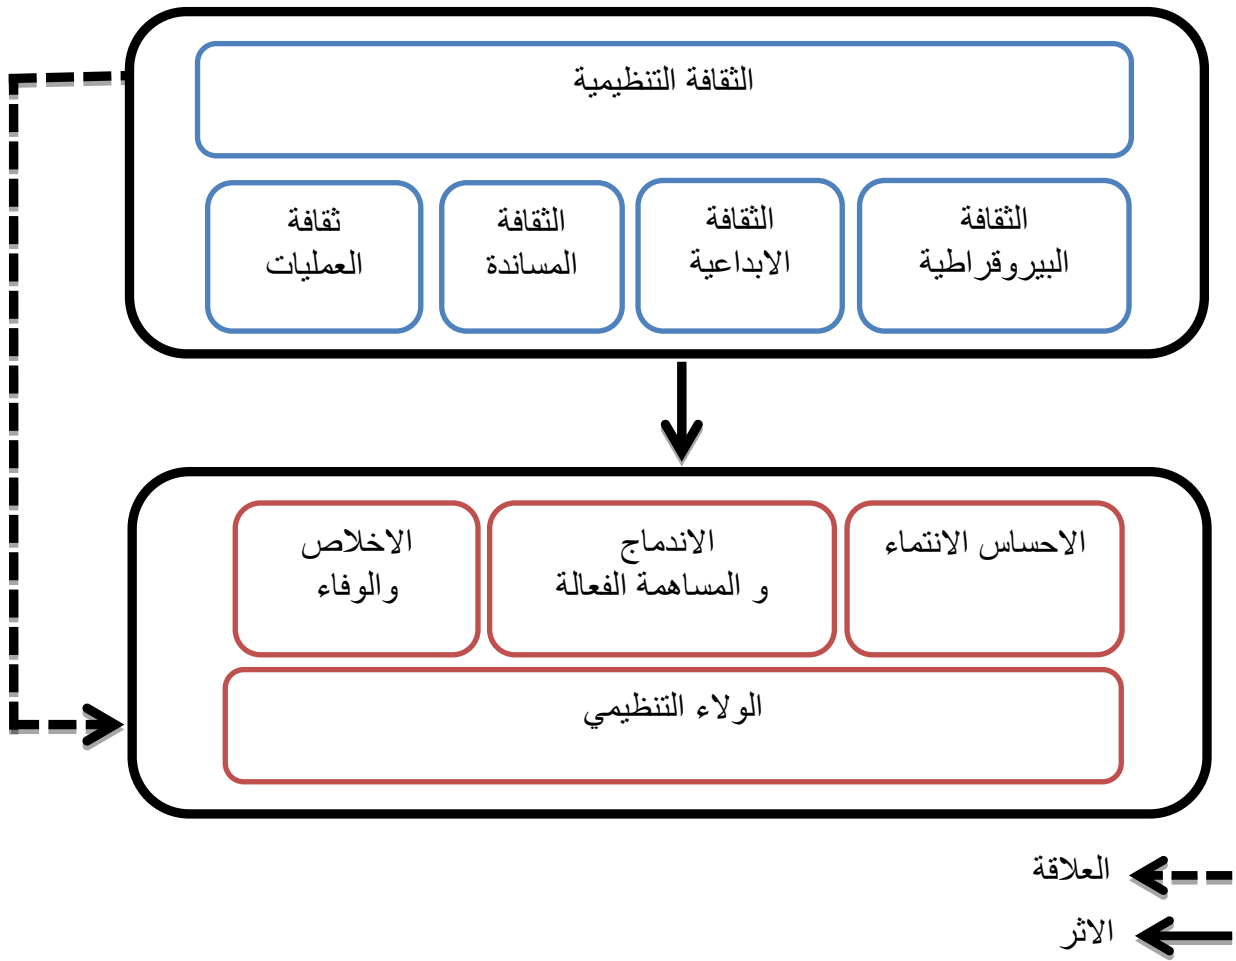 الثقافة التنظيمية
الثقافة
البيروقراطية
الثقافة
الابداعية
الثقافة
المساندة
ثقافة
العمليات
الاحساس الانتماء
الاندماج
و المساهمة الفعالة
الاخلاص
والوفاء
الولاء التنظيمي
العلاقة
الاثر